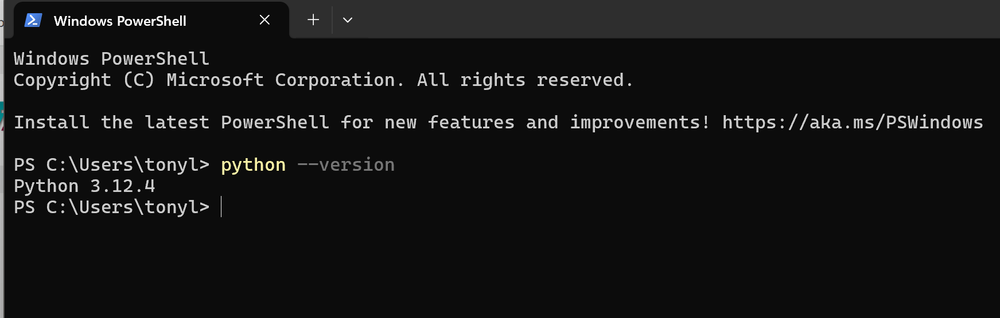 Windows PowerShell
Windows PowerShell
Copyright (C) Microsoft Corporation. All rights reserved.
Install the latest PowerShell for new features and improvements! https://aka.ms/PSWindows
PS C:\Users\tonyl> python --version
Python 3.12.4
PS C:\Users\tonyl>